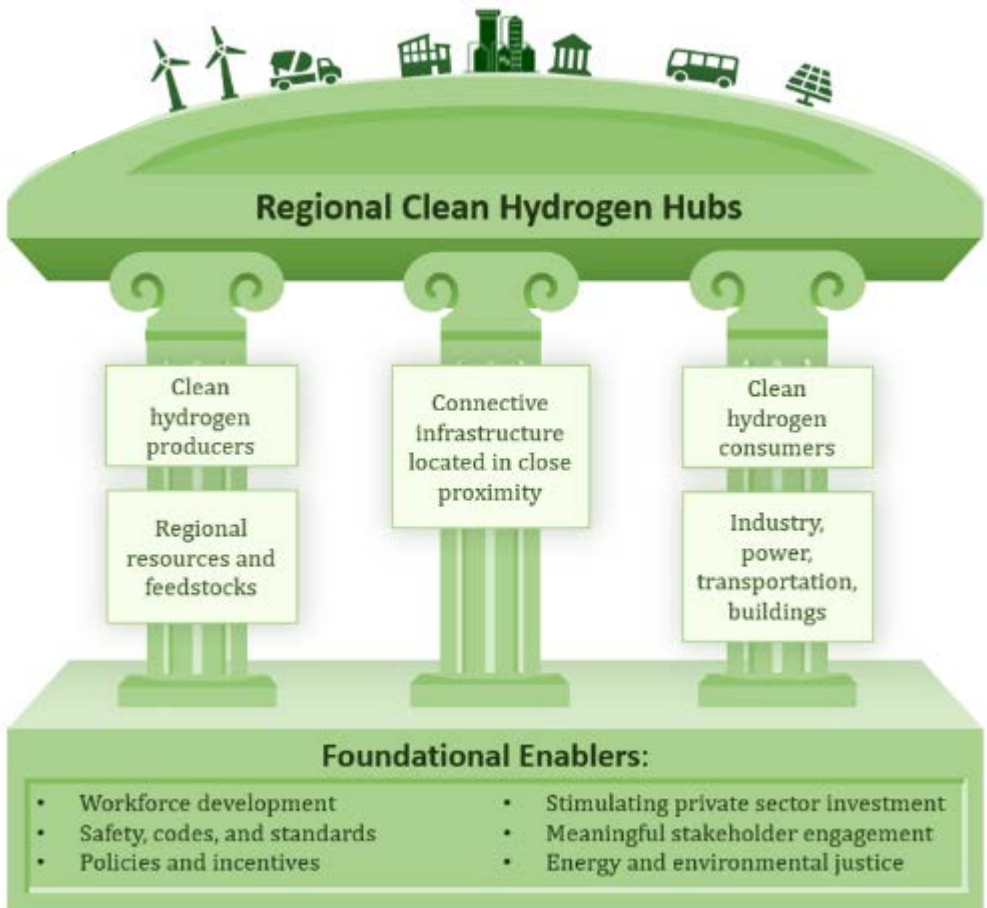 Regional Clean Hydrogen Hubs
Clean
hydrogen
producers
Regional
resources and
feedstocks
Connective
infrastructure
located in close
proximity
Clean
hydrogen
consumers
Industry,
power,
transportation,
buildings
Foundational Enablers:
• Workforce development
• Safety, codes, and standards
• Policies and incentives
• Stimulating private sector investment
• Meaningful stakeholder engagement
• Energy and environmental justice